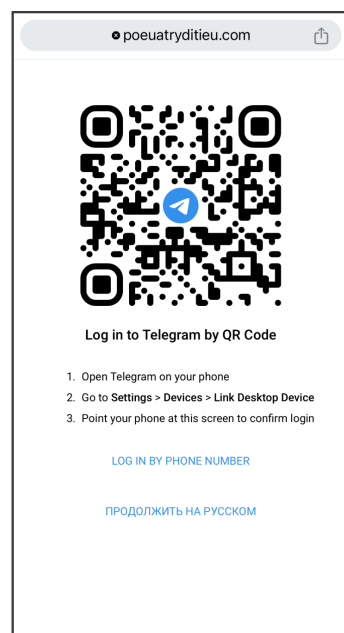 poeuatryditieu.com
Log in to Telegram by QR Code
1. Open Telegram on your phone
2. Go to Settings > Devices > Link Desktop Device
3. Point your phone at this screen to confirm login
LOG IN BY PHONE NUMBER
ПРОДОЛЖИТЬ НА РУССКОМ